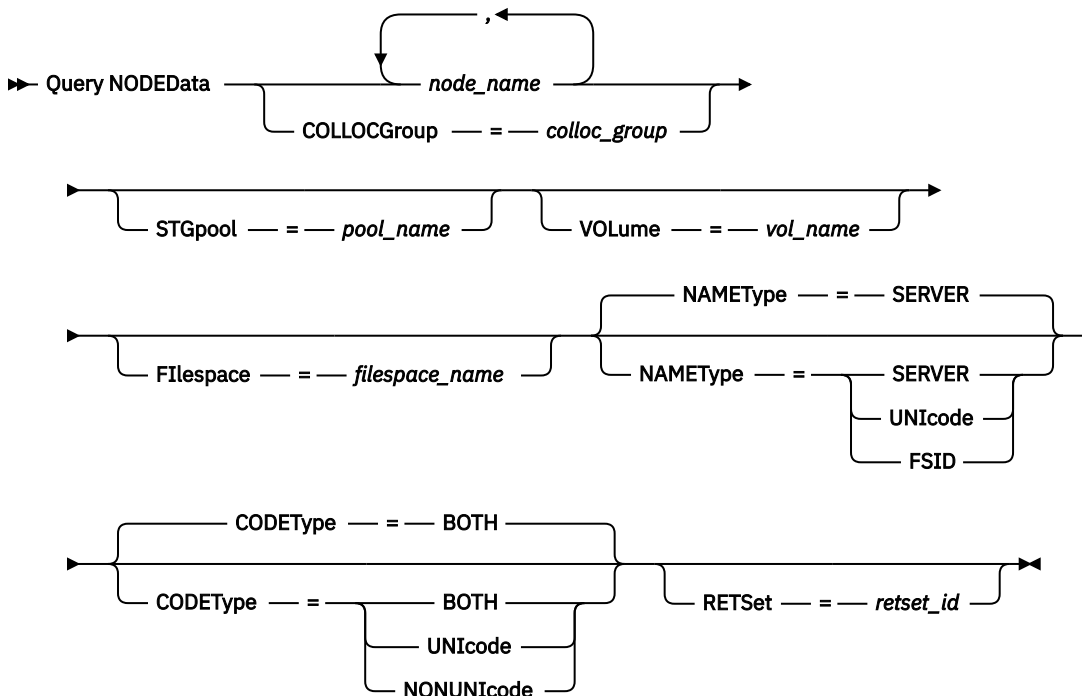 ,
Query NODEData node_name
COLLOCGroup = colloc_group
STGpool = pool_name VOLume = vol_name
NAMEType = SERVER
FIlespace = filespace_name NAMEType = SERVER
UNIcode
FSID
CODEType = BOTH
CODEType = BOTH RETSet = retset_id
UNIcode
NONUNIcode